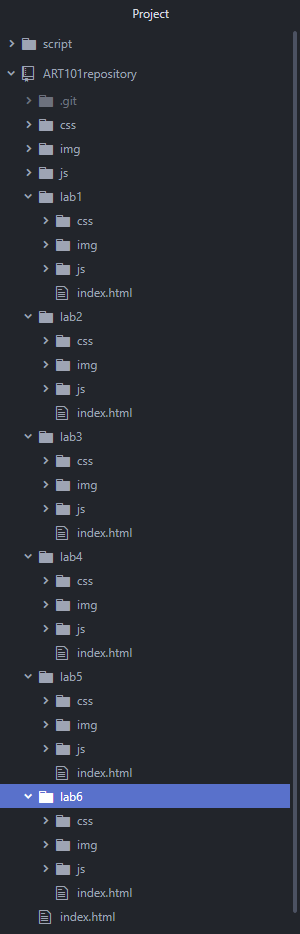 Project
script
ART101repository
.git
css
img
js
lab1
css
img
js
index.html
lab2
css
img
js
index.html
lab3
css
img
js
index.html
lab4
css
img
js
index.html
lab5
css
img
js
index.html
lab6
css
img
js
index.html
index.html